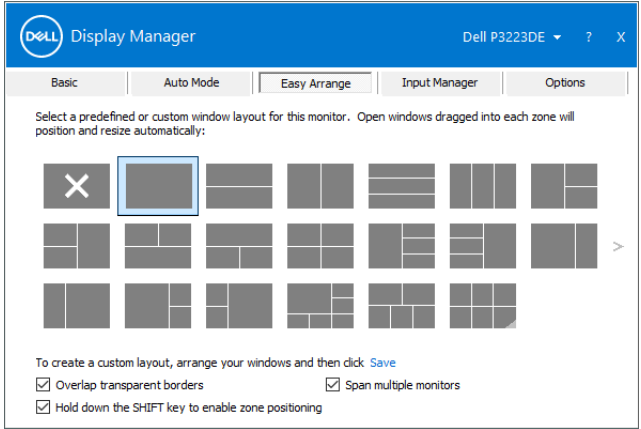 DELL Display Manager Dell P3223DE ? X
Basic Auto Mode Easy Arrange Input Manager Options
Select a predefined or custom window layout for this monitor. Open windows dragged into each zone will
position and resize automatically:
>
To create a custom layout, arrange your windows and then click Save
Overlap transparent borders Span multiple monitors
Hold down the SHIFT key to enable zone positioning